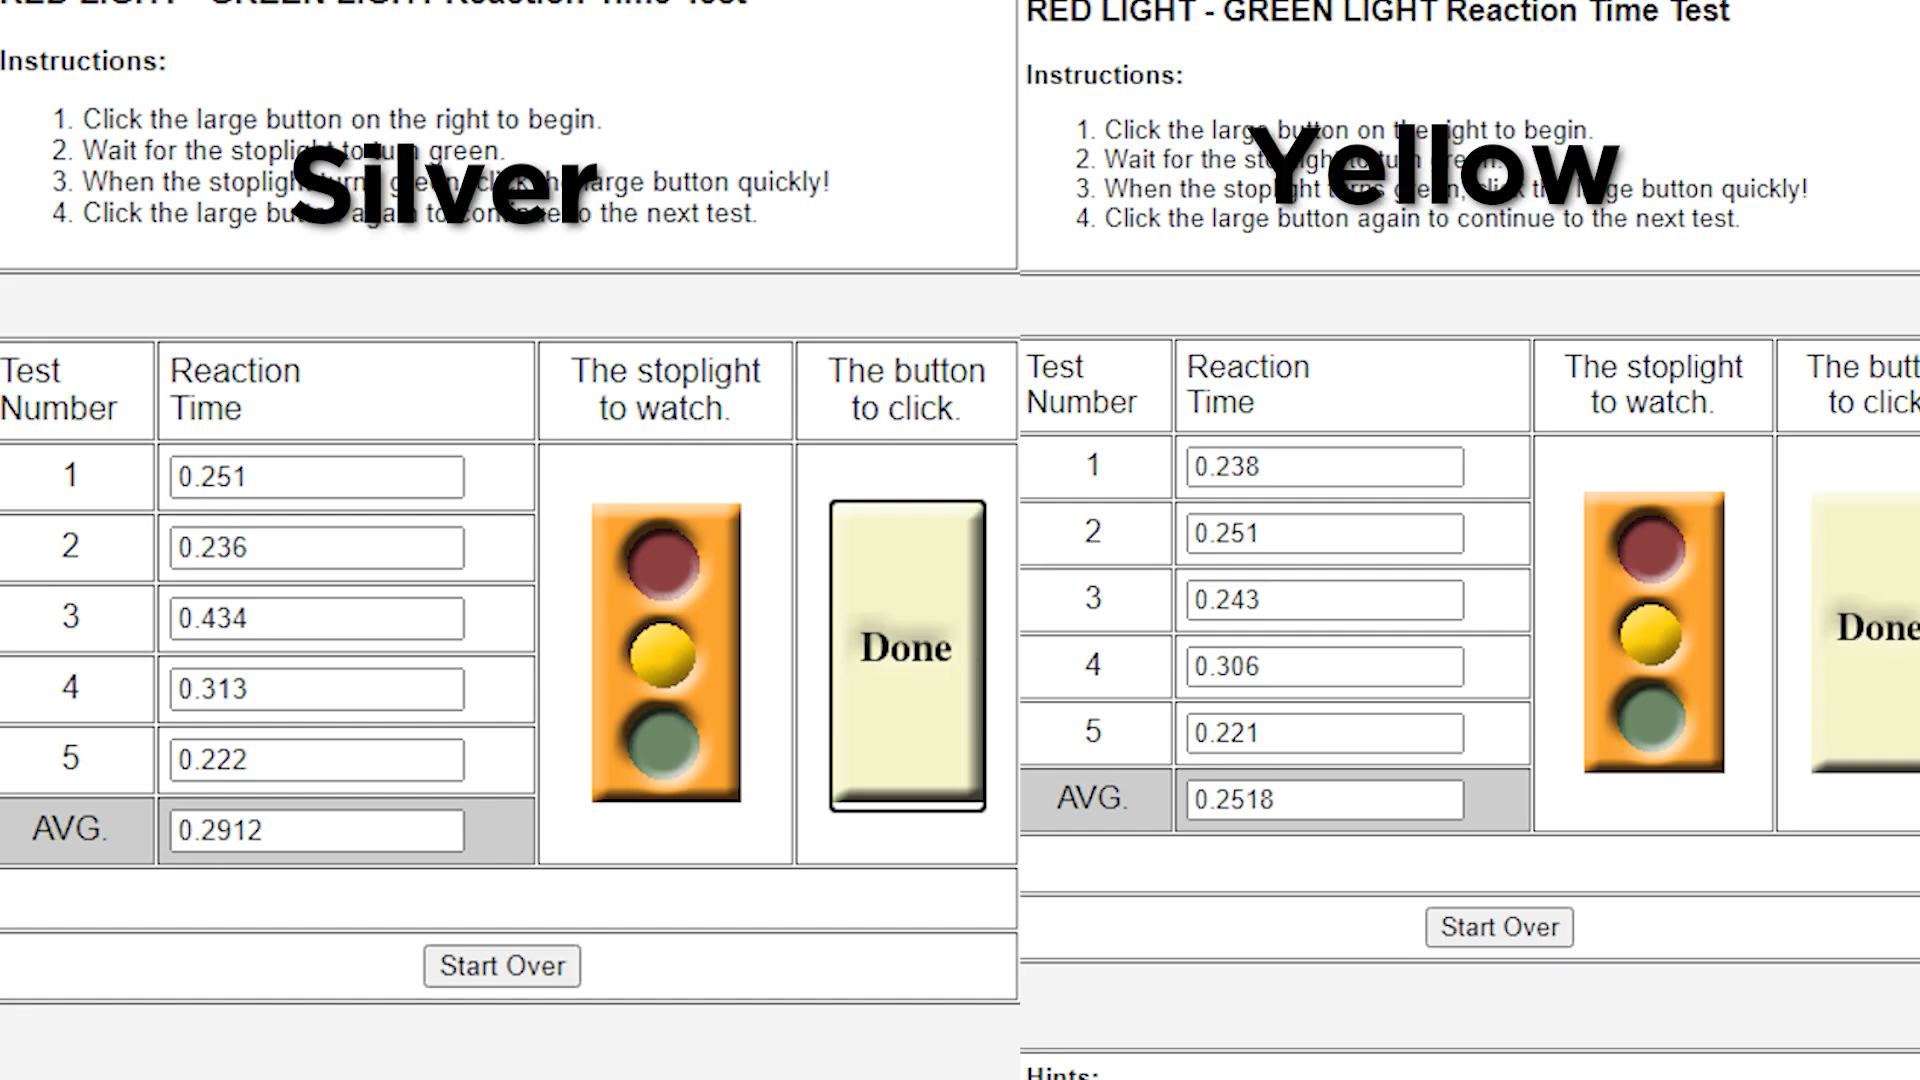 RED LIGHT - GREEN LIGHT Reaction Time Test
Instructions:
1. Click the large button on the right to begin.
2. Wait for the stoplight to turn green.
3. When the stoplight turns green, click the large button quickly!
4. Click the large button again to continue to the next test.
Silver
Test Number
Reaction Time
The stoplight to watch.
The button to click.
1
0.251
2
0.236
3
0.434
4
0.313
5
0.222
AVG.
0.2912
Done
Start Over
RED LIGHT - GREEN LIGHT Reaction Time Test
Instructions:
1. Click the large button on the right to begin.
2. Wait for the stoplight to turn green.
3. When the stoplight turns green, click the large button quickly!
4. Click the large button again to continue to the next test.
Yellow
Test Number
Reaction Time
The stoplight to watch.
The butt
to click
1
0.238
2
0.251
3
0.243
4
0.306
5
0.221
AVG.
0.2518
Done
Start Over
Hints: